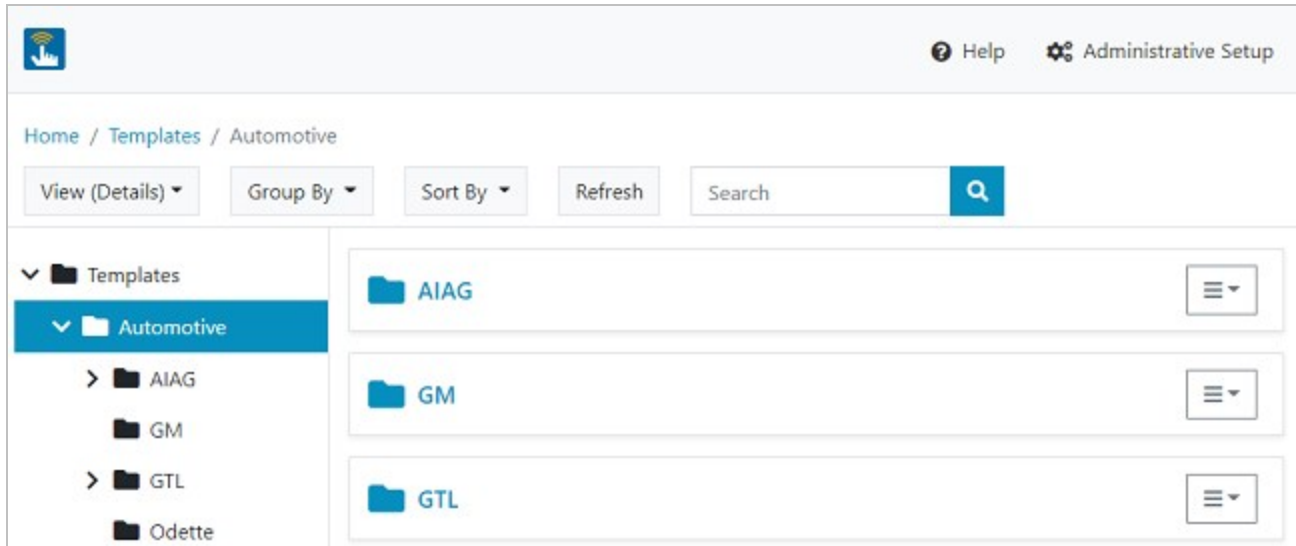 Help Administrative Setup
Home / Templates / Automotive
View (Details) Group By Sort By Refresh Search
Templates
Automotive
AIAG
GM
GTL
Odette
AIAG
GM
GTL